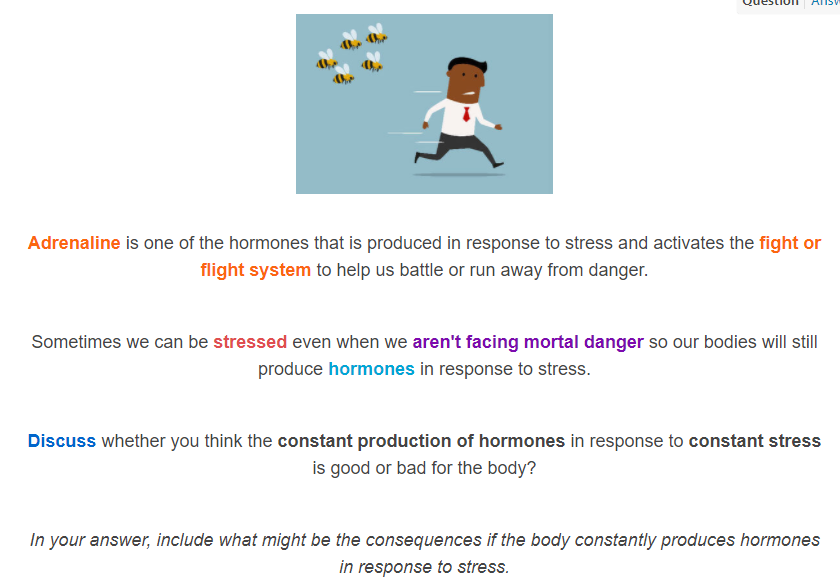 Question
Adrenaline is one of the hormones that is produced in response to stress and activates the fight or
flight system to help us battle or run away from danger.
Sometimes we can be stressed even when we aren't facing mortal danger so our bodies will still
produce hormones in response to stress.
Discuss whether you think the constant production of hormones in response to constant stress
is good or bad for the body?
In your answer, include what might be the consequences if the body constantly produces hormones
in response to stress.